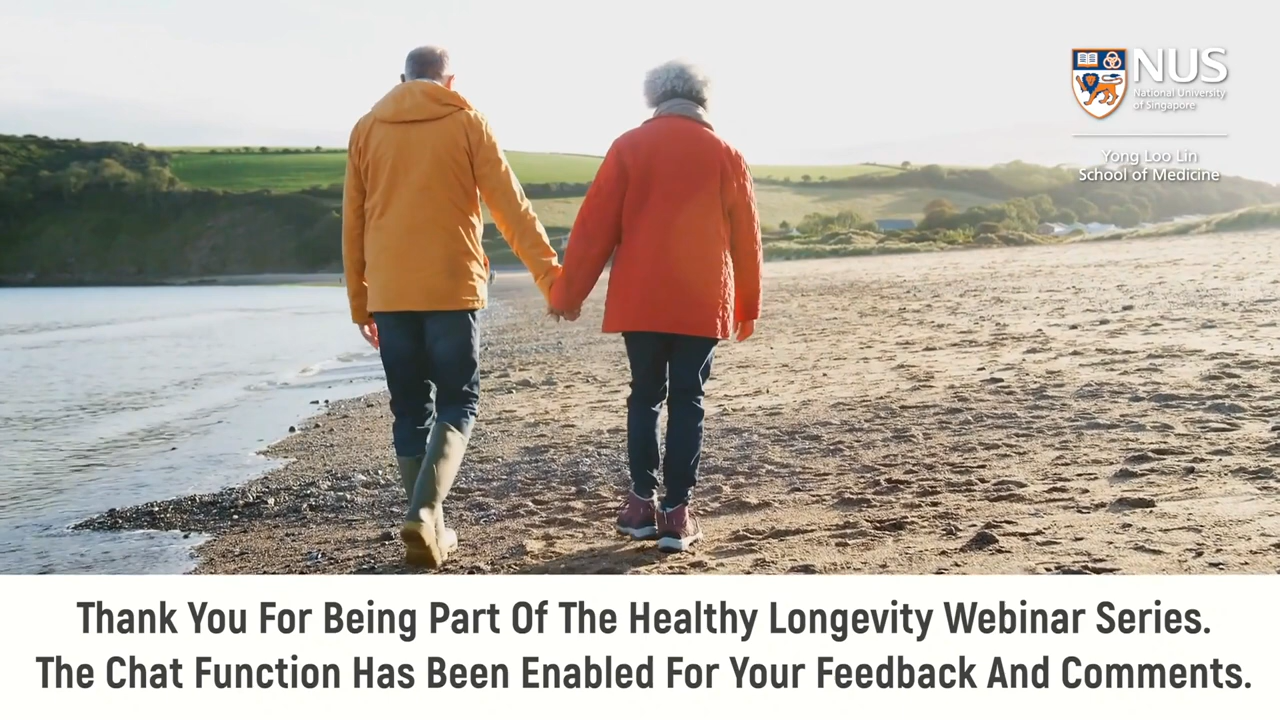 NUS
National University
of Singapore
Yong Loo Lin
School of Medicine
Thank You For Being Part Of The Healthy Longevity Webinar Series.
The Chat Function Has Been Enabled For Your Feedback And Comments.